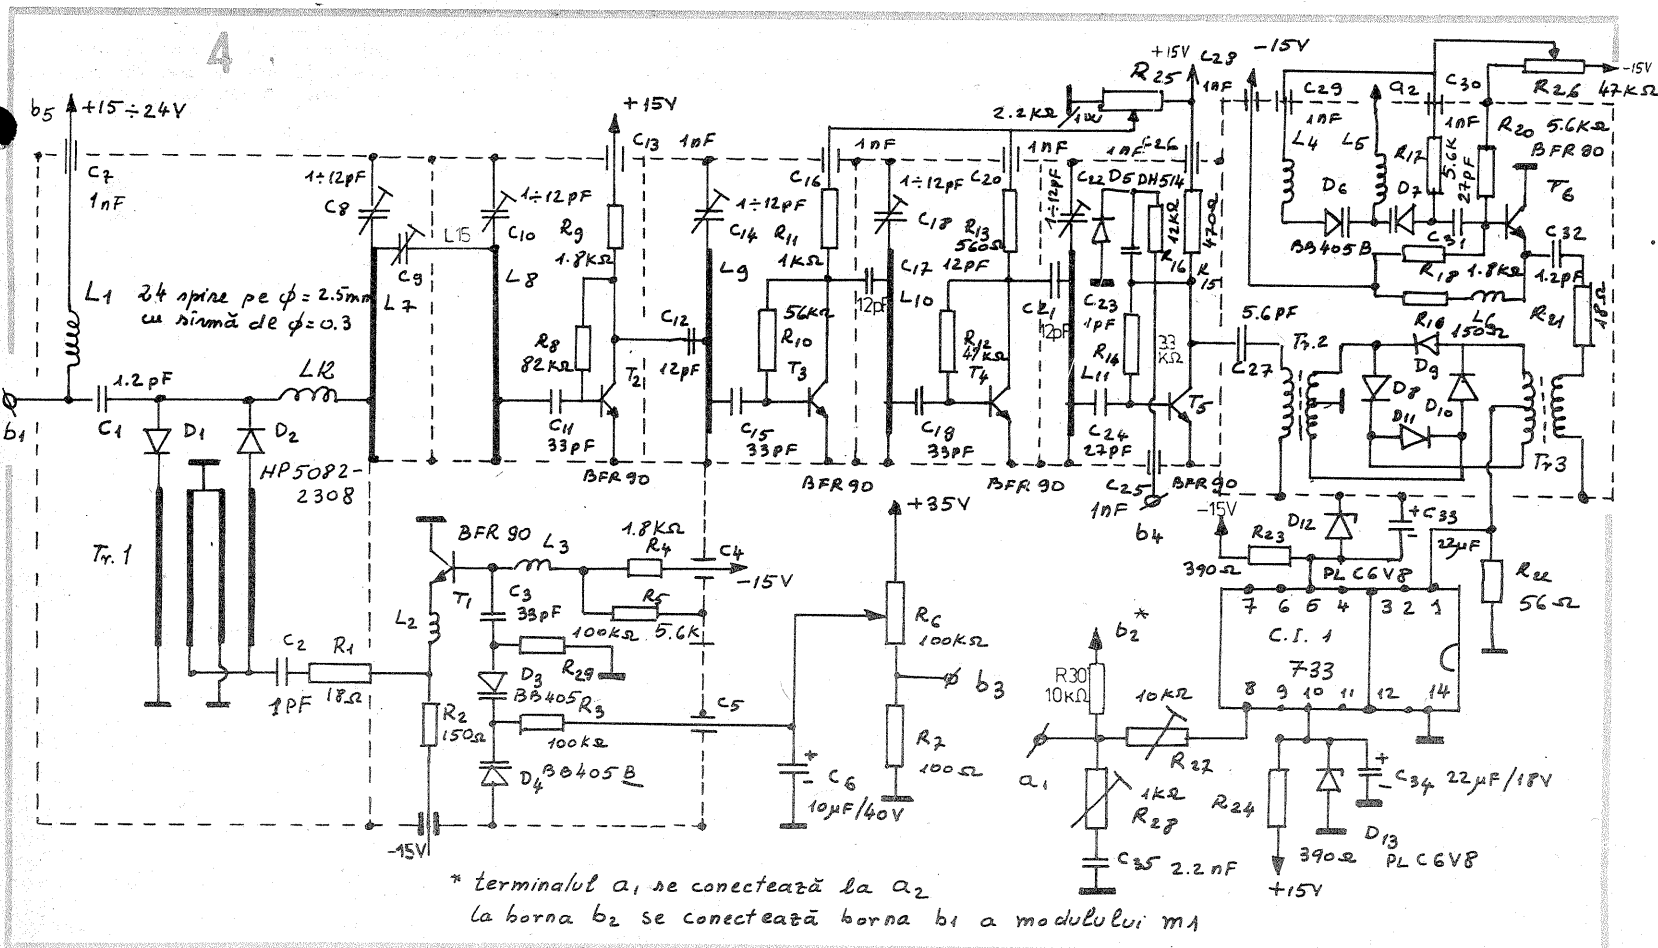 4
b5
+15÷24V
C7
1nF
L1 24 spire pe φ=2.5mm
cu sîrmă de φ=0.3
b1
1.2pF
C1
D1
D2
HP5082-
2308
L12
Tr.1
C2
1PF
R1
18Ω
1÷12pF
C8
C9
L15
L7
1÷12pF
C10
L8
+15V
C13
1nF
R9
1.8KΩ
R8
82KΩ
C11
33pF
T2
BFR90
C12
12pF
1÷12pF
C14
L9
C15
33pF
C16
1nF
R11
1KΩ
56KΩ
R10
T3
BFR90
12pF
C17
1÷12pF
C18
L10
C19
33pF
C20
1nF
R13
560Ω
12pF
R12
47KΩ
T4
BFR90
C21
12pF
1÷12pF
C22
L11
C24
27pF
D5 DH514
C23
1pF
R14
12KΩ
R16
33
KΩ
470Ω
R
15
T5
BFR90
C25
1nF
b4
1nF
C26
2.2KΩ
R25
+15V
C28
1nF
-15V
C29
1nF
a2
C30
1nF
L4
L5
R17
5.6K
27pF
R20
5.6KΩ
BFR90
T6
R26
-15V
47KΩ
D6
D7
BB405B
C31
R18
1.8KΩ
L6
150Ω
C32
1.2pF
R21
18Ω
5.6pF
C27
Tr.2
D8
D9
D10
D11
Tr3
BFR90
T1
L2
L3
C3
33pF
1.8KΩ
R4
C4
-15V
R5
100KΩ
5.6K
R29
D3
BB405
R3
100KΩ
C5
D4
BB405B
R2
150Ω
-15V
C6
10μF/40V
+35V
R6
100KΩ
b3
R7
100Ω
b2*
R30
10KΩ
a1
10KΩ
R27
1KΩ
R28
C35 2.2nF
-15V
R23
390Ω
D12
PLC6V8
C33
22μF
R22
56Ω
7 6 5 4 3 2 1
C.I.1
733
8 9 10 11 12 14
R24
390Ω
+15V
D13
PLC6V8
C34 22μF/18V
* terminalul a1 se conectează la a2
la borna b2 se conectează borna b1 a modulului m1